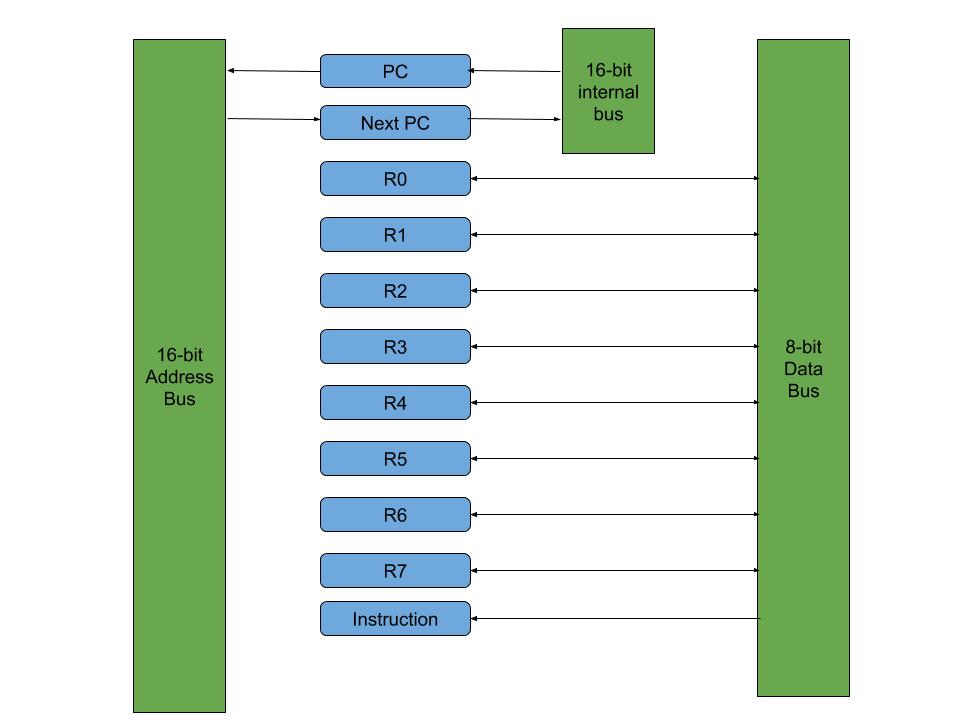 PC
16-bit
internal
bus
Next PC
R0
R1
R2
R3
R4
R5
R6
R7
Instruction
16-bit
Address
Bus
8-bit
Data
Bus